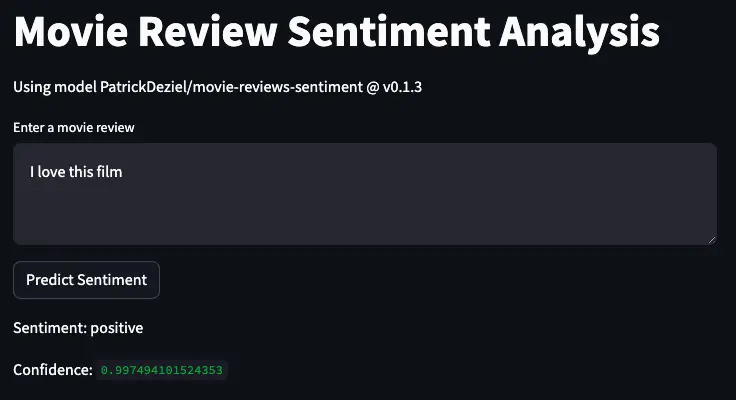 Movie Review Sentiment Analysis
Using model PatrickDeziel/movie-reviews-sentiment @ v0.1.3
Enter a movie review
I love this film
Predict Sentiment
Sentiment: positive
Confidence: 0.997494101524353